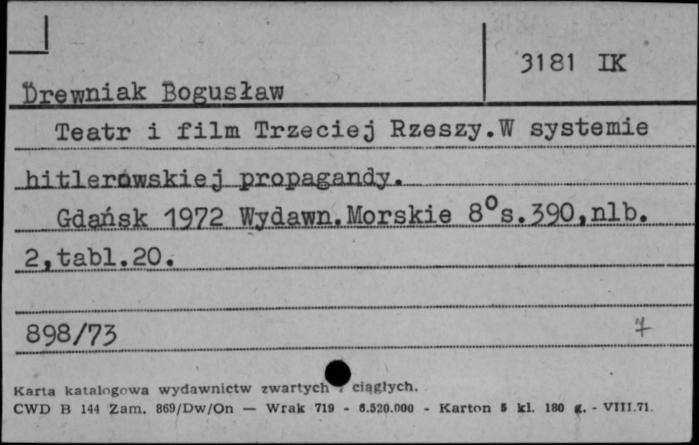 3181 IK
Drewniak Bogusław
Teatr i film Trzeciej Rzeszy.W systemie
hitlerowskiej propagandy.
Gdańsk 1972 Wydawn.Morskie 8⁰s.390,nlb.
2,tabl.20.
898/73 7
Karta katalogowa wydawnictw zwartych i ciągłych.
CWD B 144 Zam. 869/Dw/On — Wrak 719 - 6.520.000 - Karton 5 kl. 180 g. - VIII.71.